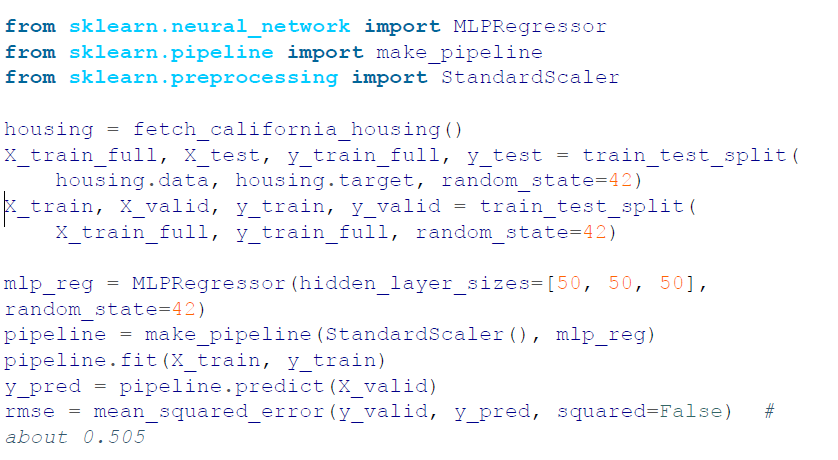 from sklearn.neural_network import MLPRegressor
from sklearn.pipeline import make_pipeline
from sklearn.preprocessing import StandardScaler

housing = fetch_california_housing()
X_train_full, X_test, y_train_full, y_test = train_test_split(
    housing.data, housing.target, random_state=42)
X_train, X_valid, y_train, y_valid = train_test_split(
    X_train_full, y_train_full, random_state=42)

mlp_reg = MLPRegressor(hidden_layer_sizes=[50, 50, 50],
random_state=42)
pipeline = make_pipeline(StandardScaler(), mlp_reg)
pipeline.fit(X_train, y_train)
y_pred = pipeline.predict(X_valid)
rmse = mean_squared_error(y_valid, y_pred, squared=False)  #
about 0.505